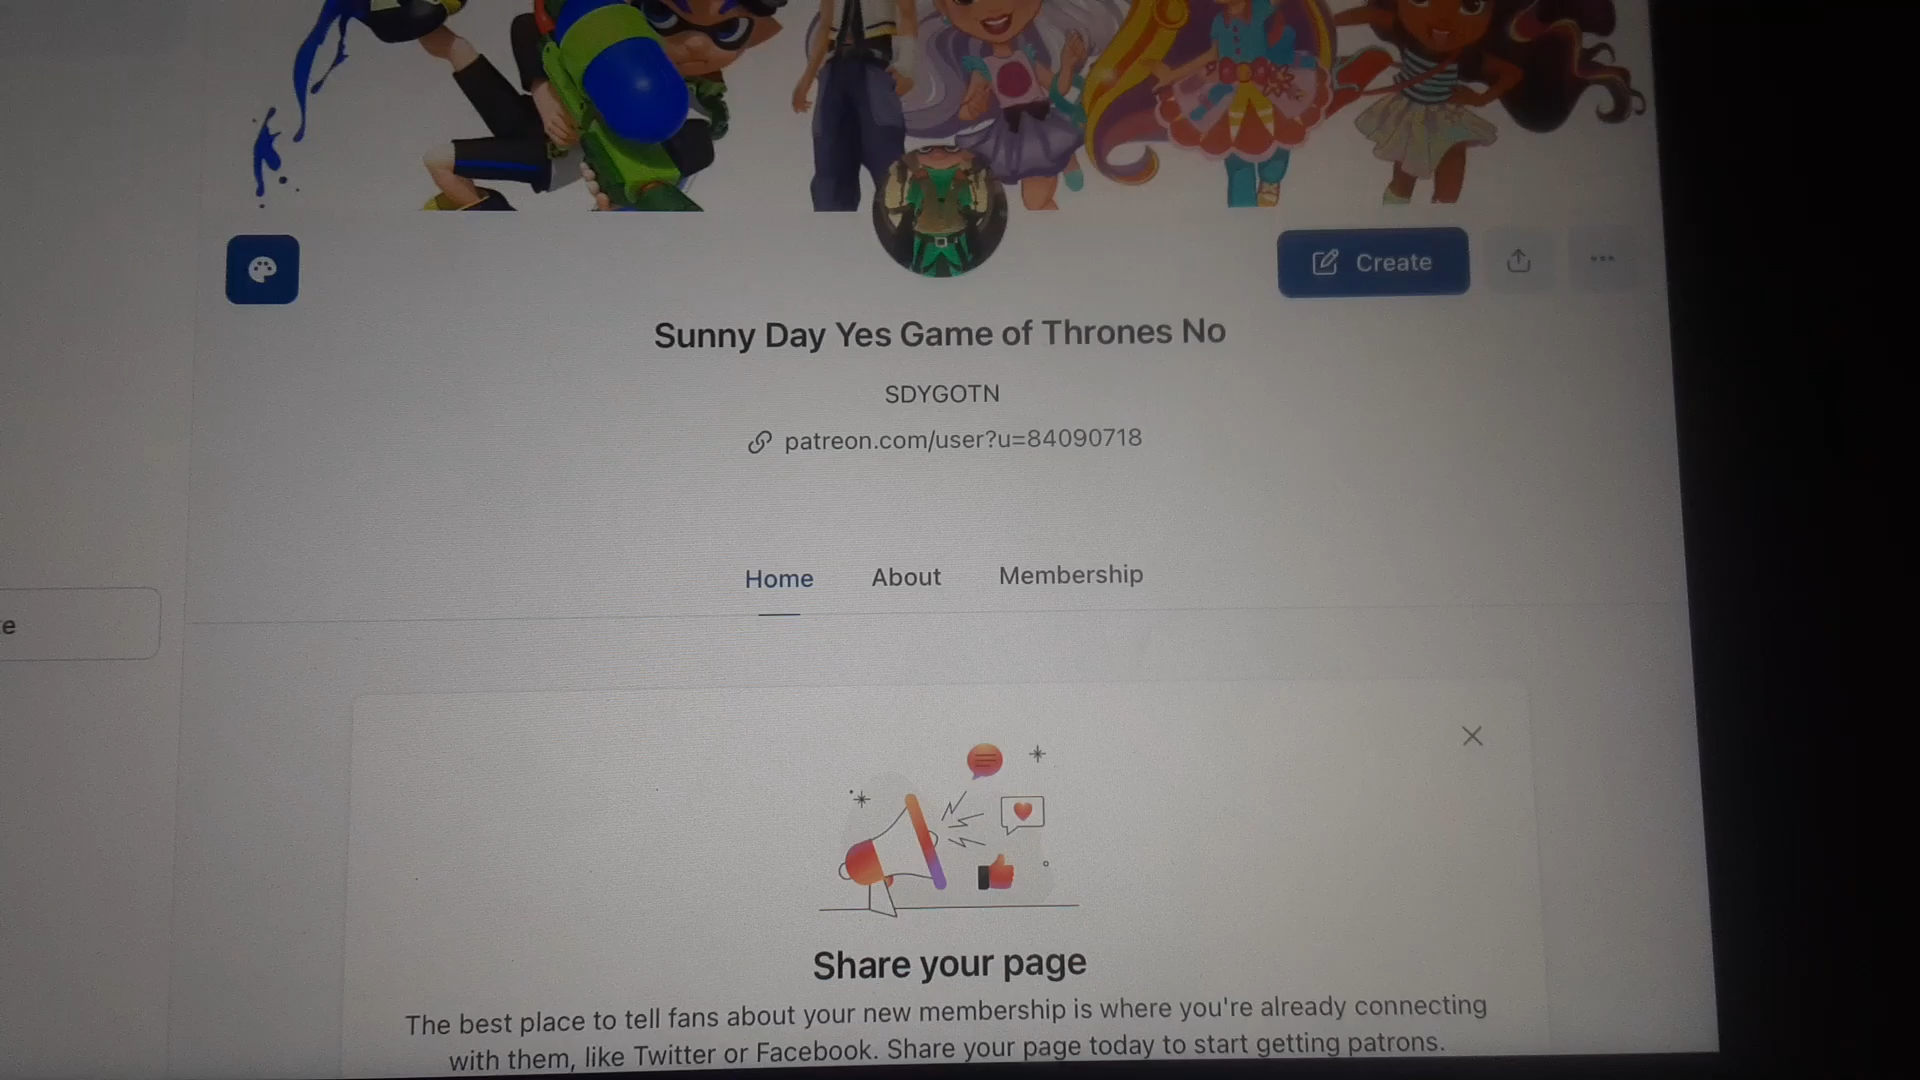 Create
Sunny Day Yes Game of Thrones No
SDYGOTN
patreon.com/user?u=84090718
Home About Membership
e
Share your page
The best place to tell fans about your new membership is where you're already connecting
with them, like Twitter or Facebook. Share your page today to start getting patrons.